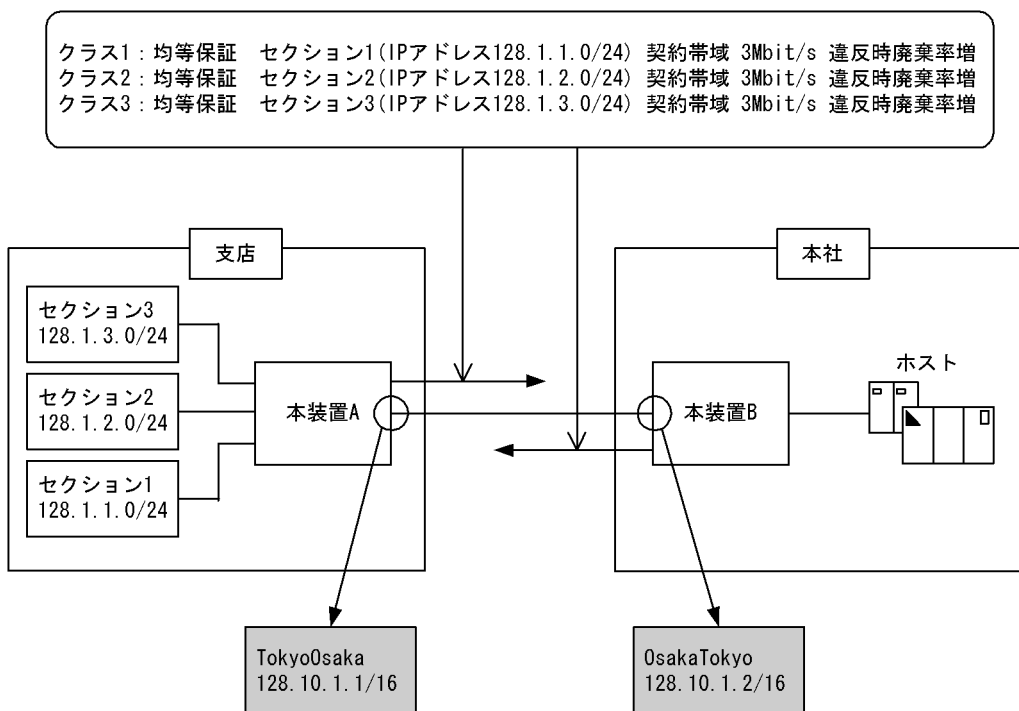 クラス1：均等保証　セクション1(IPアドレス128.1.1.0/24) 契約帯域 3Mbit/s 違反時廃棄率増
クラス2：均等保証　セクション2(IPアドレス128.1.2.0/24) 契約帯域 3Mbit/s 違反時廃棄率増
クラス3：均等保証　セクション3(IPアドレス128.1.3.0/24) 契約帯域 3Mbit/s 違反時廃棄率増
支店
本社
セクション3
128.1.3.0/24
セクション2
128.1.2.0/24
セクション1
128.1.1.0/24
本装置A
本装置B
ホスト
TokyoOsaka
128.10.1.1/16
OsakaTokyo
128.10.1.2/16